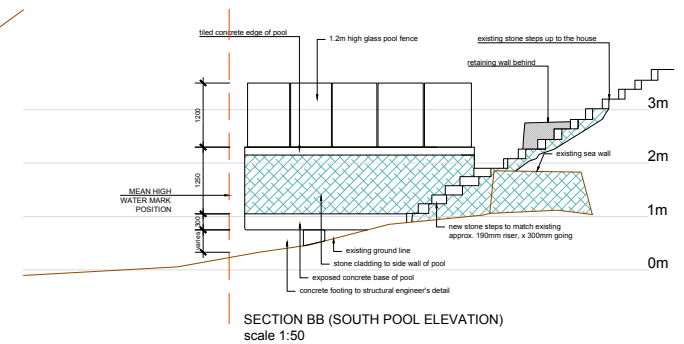 tiled concrete edge of pool
1.2m high glass pool fence
existing stone steps up to the house
retaining wall behind
1200
3m
existing sea wall
2m
1250
MEAN HIGH
WATER MARK
POSITION
1m
300
new stone steps to match existing
approx. 190mm riser, x 300mm going
varies
existing ground line
stone cladding to side wall of pool
0m
exposed concrete base of pool
concrete footing to structural engineer's detail
SECTION BB (SOUTH POOL ELEVATION)
scale 1:50